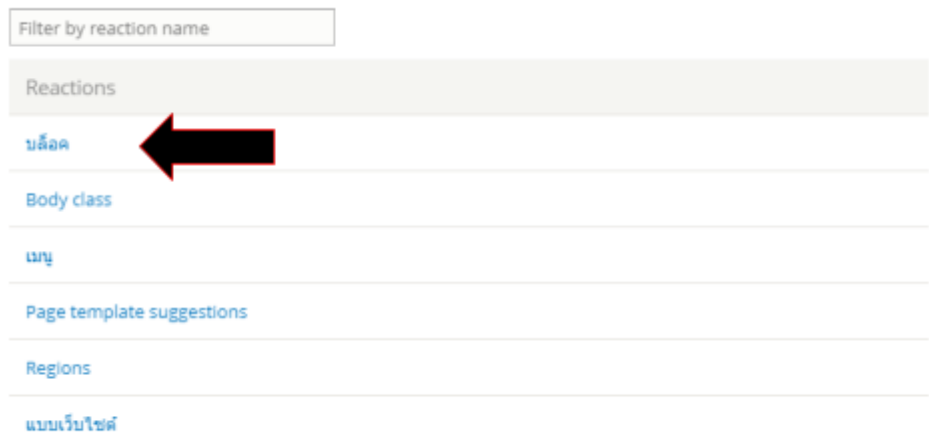 Filter by reaction name
Reactions
บล็อค
Body class
เมนู
Page template suggestions
Regions
แบบเว็บไซต์